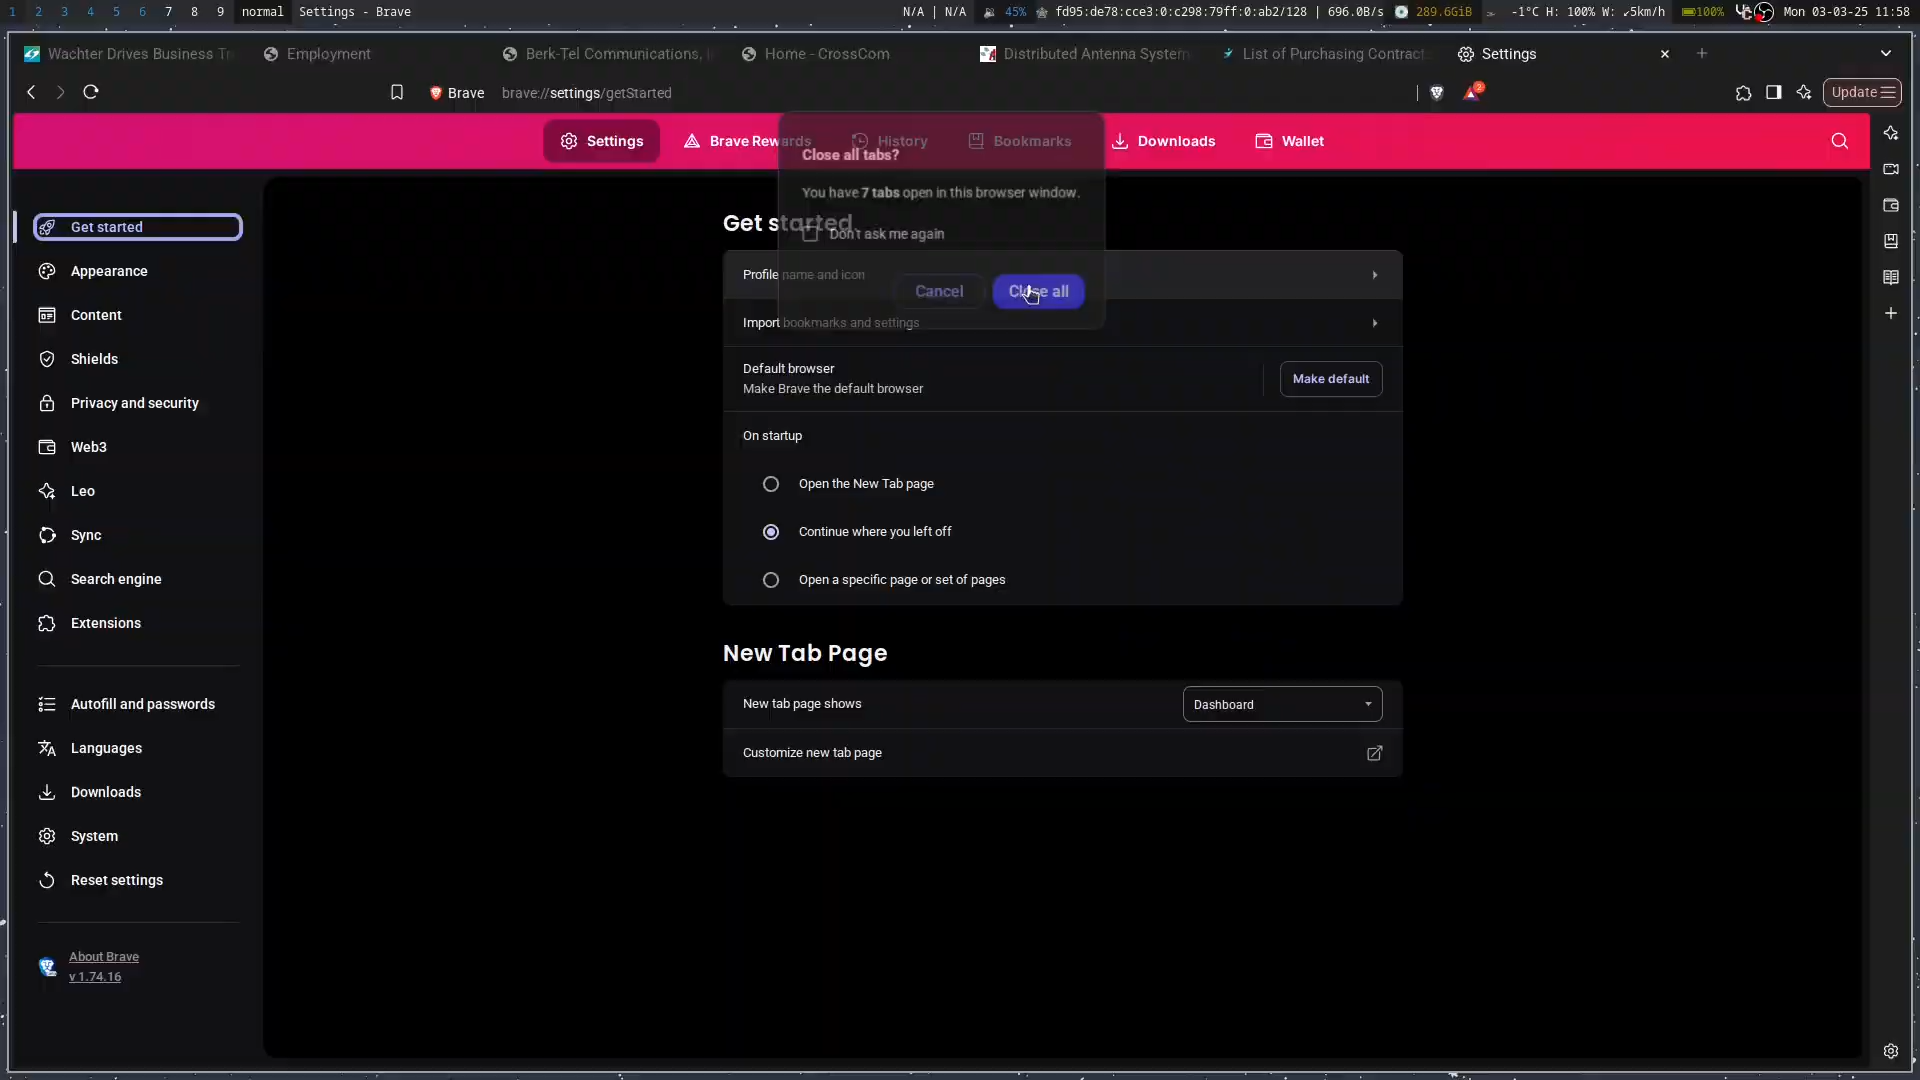 1 2 3 4 5 6 7 8 9 normal Settings - Brave N/A | N/A 45% fd95:de78:cce3:0:c298:79ff:0:ab2/128 | 696.0B/s 289.6GiB -1°C H: 100% W: ↙5km/h 100% Mon 03-03-25 11:58
Wachter Drives Business Tr Employment Berk-Tel Communications, I Home - CrossCom Distributed Antenna System List of Purchasing Contract Settings
Brave brave://settings/getStarted 2 Update
Settings Brave Rewards History Bookmarks Downloads Wallet
Close all tabs?
You have 7 tabs open in this browser window.
Don't ask me again
Cancel Close all
Get started
Appearance
Content
Shields
Privacy and security
Web3
Leo
Sync
Search engine
Extensions
Autofill and passwords
Languages
Downloads
System
Reset settings
About Brave
v 1.74.16
Get started
Profile name and icon
Import bookmarks and settings
Default browser
Make Brave the default browser
Make default
On startup
Open the New Tab page
Continue where you left off
Open a specific page or set of pages
New Tab Page
New tab page shows Dashboard
Customize new tab page